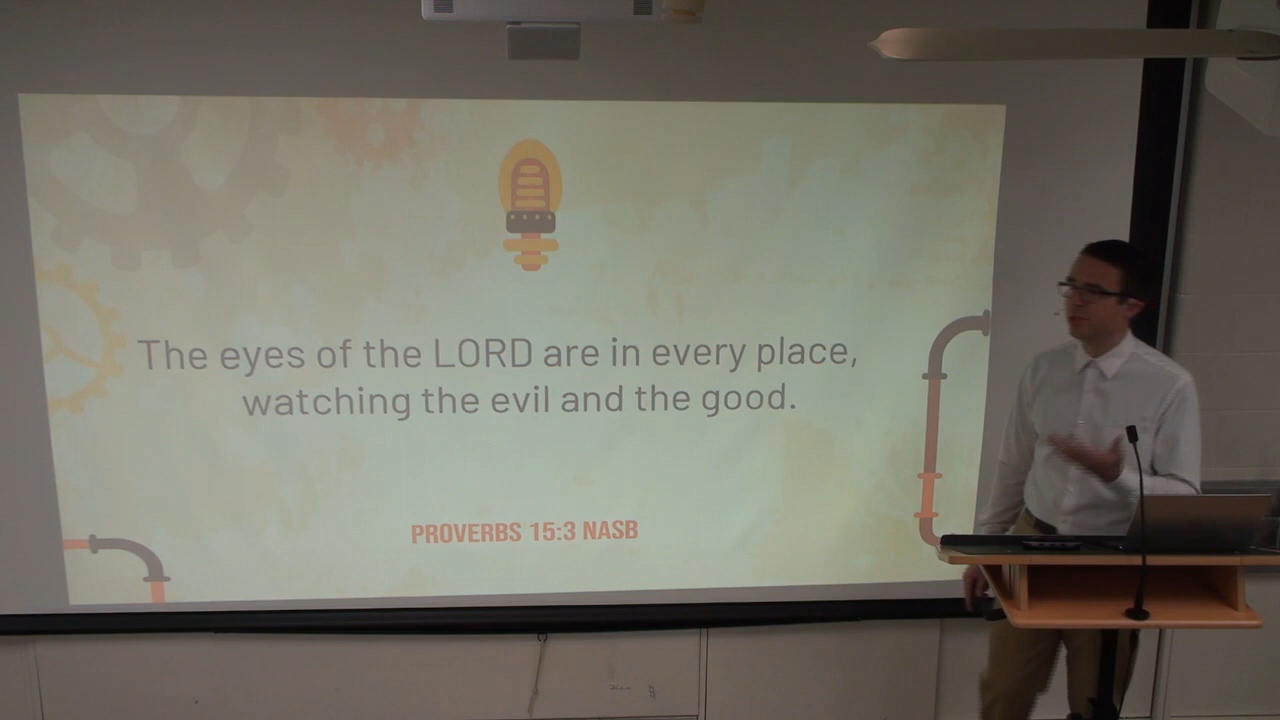 The eyes of the LORD are in every place,
watching the evil and the good.
PROVERBS 15:3 NASB